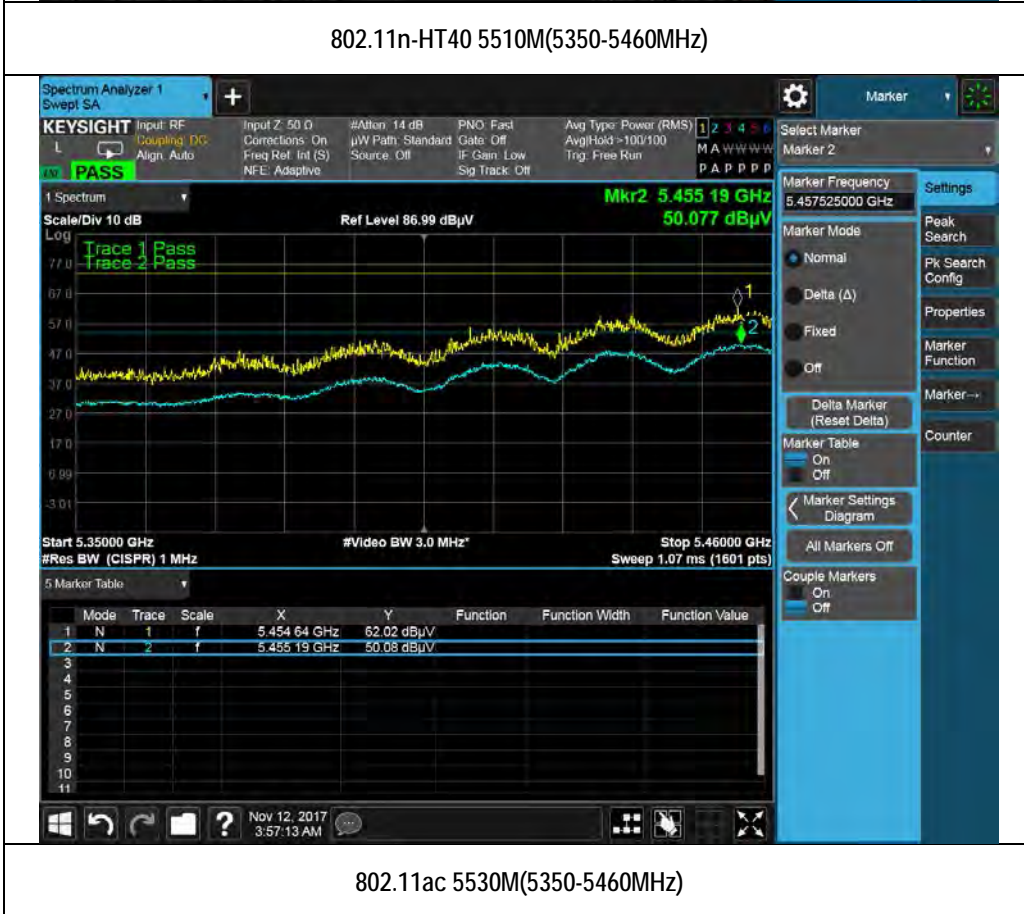 802.11n-HT40 5510M(5350-5460MHz)
Spectrum Analyzer 1
Swept SA
+
Marker
KEYSIGHT
L
LXI
PASS
Input: RF
Coupling: DC
Align: Auto
Input Z: 50 Ω
Corrections: On
Freq Ref: Int (S)
NFE: Adaptive
#Atten: 14 dB
µW Path: Standard
Source: Off
PNO: Fast
Gate: Off
IF Gain: Low
Sig Track: Off
Avg Type: Power (RMS)
Avg|Hold:>100/100
Trig: Free Run
1 2 3 4 5 6
M A W W W W
P A P P P P
Select Marker
Marker 2
1 Spectrum
Mkr2 5.455 19 GHz
Scale/Div 10 dB
Ref Level 86.99 dBµV
50.077 dBµV
Log
Trace 1 Pass
Trace 2 Pass
77.0
67.0
57.0
47.0
37.0
27.0
17.0
6.99
-3.01
1
2
Start 5.35000 GHz
#Video BW 3.0 MHz*
Stop 5.46000 GHz
#Res BW (CISPR) 1 MHz
Sweep 1.07 ms (1601 pts)
Marker Frequency
5.457525000 GHz
Marker Mode
Normal
Delta (Δ)
Fixed
Off
Delta Marker
(Reset Delta)
Marker Table
On
Off
Marker Settings
Diagram
All Markers Off
Couple Markers
On
Off
Settings
Peak
Search
Pk Search
Config
Properties
Marker
Function
Marker→
Counter
5 Marker Table
Mode Trace Scale X Y Function Function Width Function Value
1 N 1 f 5.454 64 GHz 62.02 dBµV
2 N 2 f 5.455 19 GHz 50.08 dBµV
3
4
5
6
7
8
9
10
11
?
Nov 12, 2017
3:57:13 AM
802.11ac 5530M(5350-5460MHz)